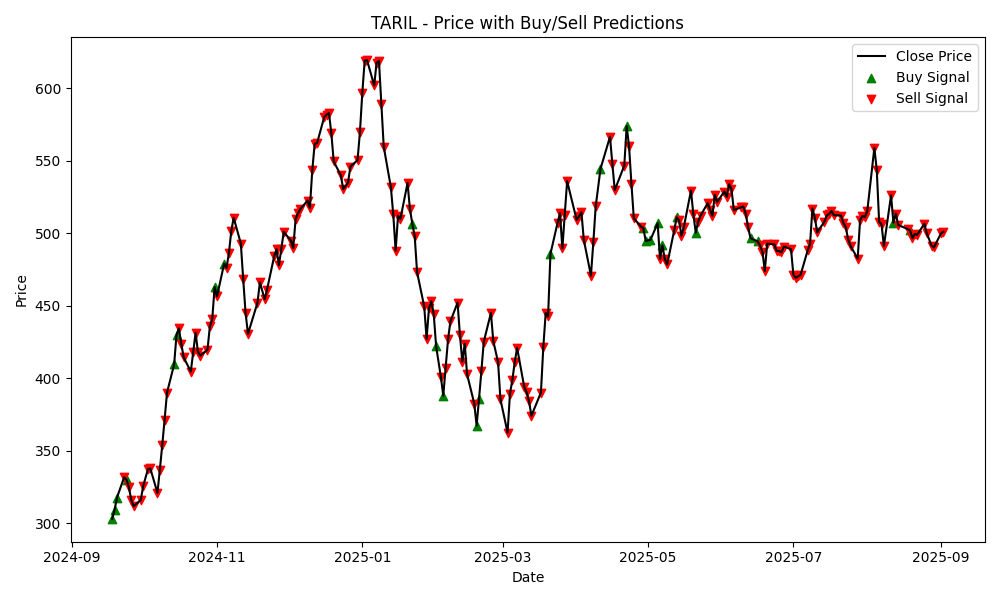 TARIL - Price with Buy/Sell Predictions
Close Price
Buy Signal
Sell Signal
Price
600
550
500
450
400
350
300
2024-09
2024-11
2025-01
2025-03
2025-05
2025-07
2025-09
Date